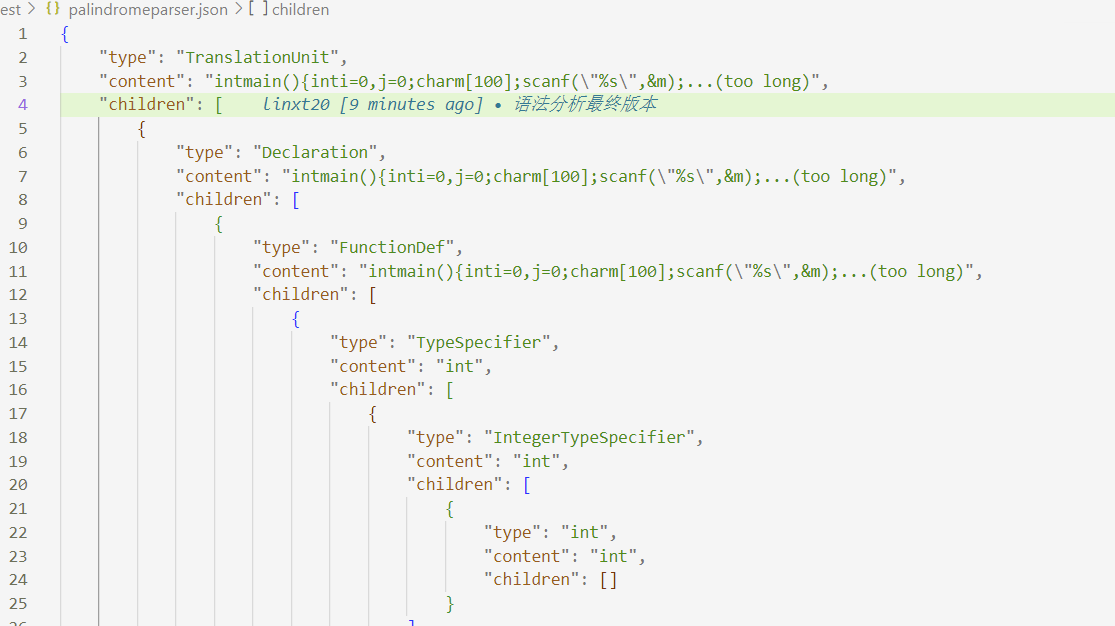 est > {} palindromeparser.json > [ ] children
1 {
2 "type": "TranslationUnit",
3 "content": "intmain(){inti=0,j=0;charm[100];scanf(\"%s\",&m);...(too long)",
4 "children": [ linxt20 [9 minutes ago] • 语法分析最终版本
5 {
6 "type": "Declaration",
7 "content": "intmain(){inti=0,j=0;charm[100];scanf(\"%s\",&m);...(too long)",
8 "children": [
9 {
10 "type": "FunctionDef",
11 "content": "intmain(){inti=0,j=0;charm[100];scanf(\"%s\",&m);...(too long)",
12 "children": [
13 {
14 "type": "TypeSpecifier",
15 "content": "int",
16 "children": [
17 {
18 "type": "IntegerTypeSpecifier",
19 "content": "int",
20 "children": [
21 {
22 "type": "int",
23 "content": "int",
24 "children": []
25 }
26 ]